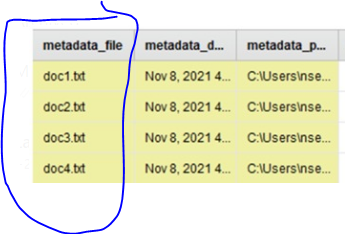 metadata_file metadata_d... metadata_p...
doc1.txt Nov 8, 2021 4... C:\Users\nse...
doc2.txt Nov 8, 2021 4... C:\Users\nse...
doc3.txt Nov 8, 2021 4... C:\Users\nse...
doc4.txt Nov 8, 2021 4... C:\Users\nse...